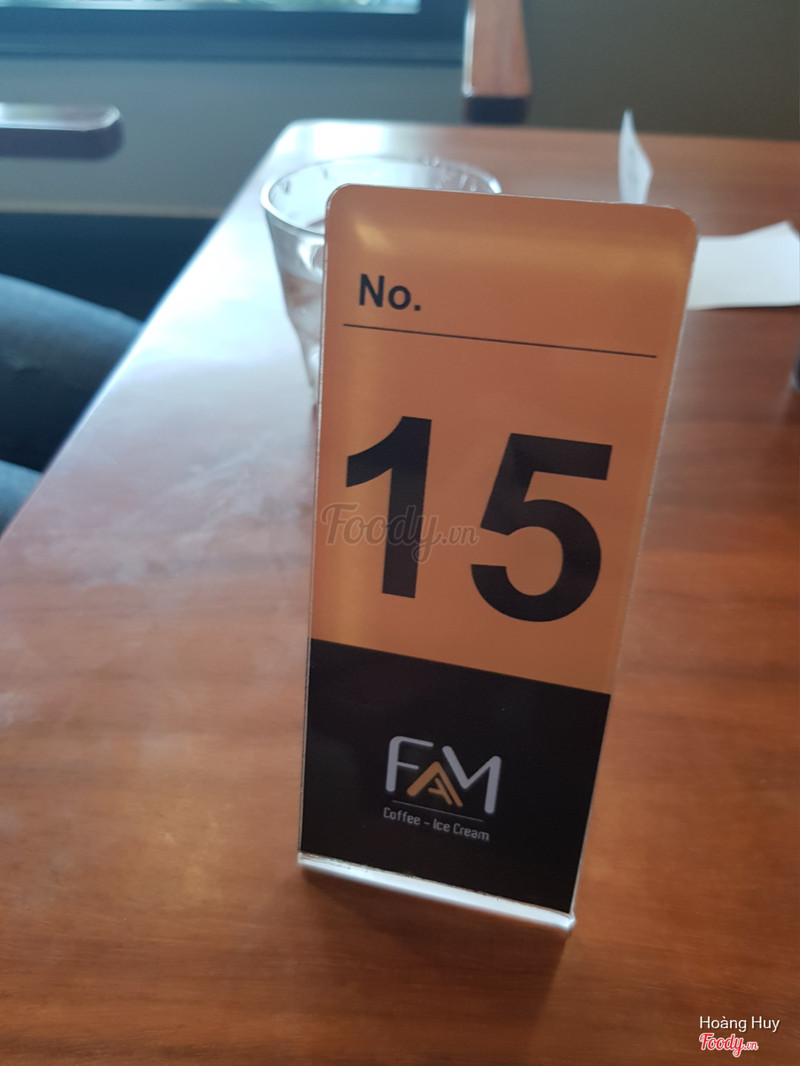 No.
15
Foody.vn
FAM
Coffee - Ice Cream
Hoàng Huy
Foody.vn